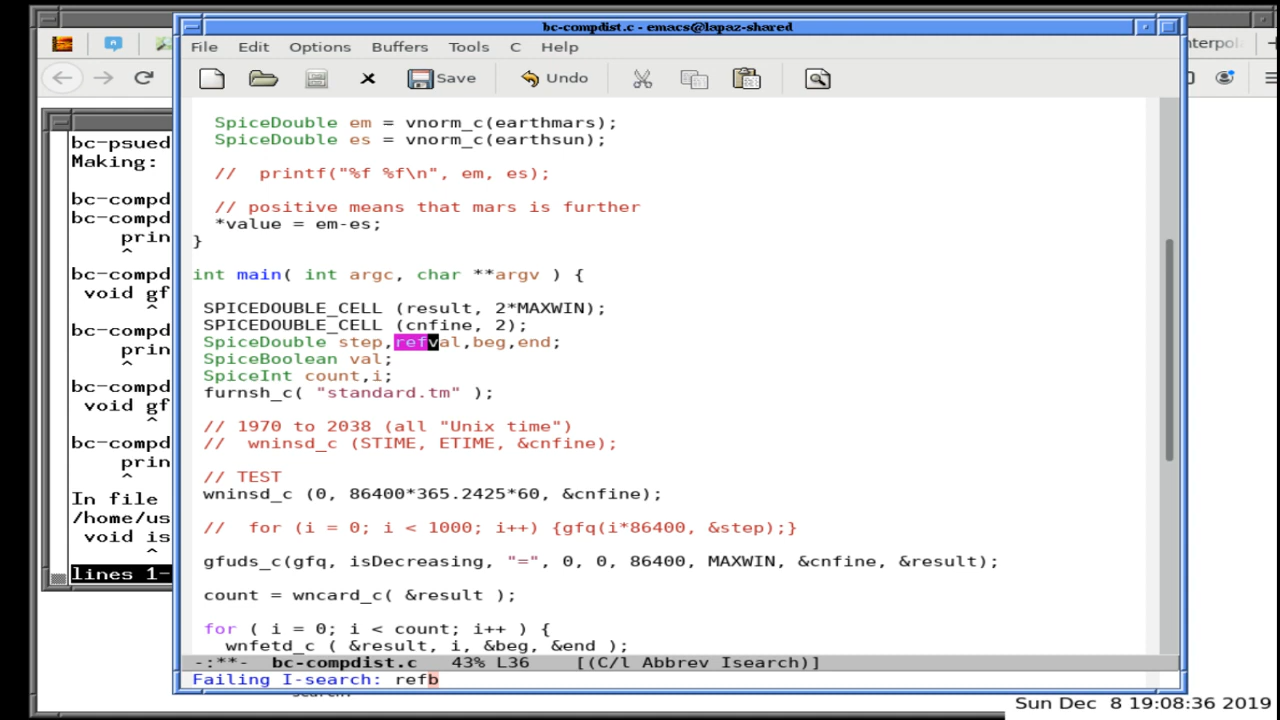 bc-compdist.c - emacs@lapaz-shared
nterpol
File Edit Options Buffers Tools C Help
Save Undo
SpiceDouble em = vnorm_c(earthmars);
SpiceDouble es = vnorm_c(earthsun);
//  printf("%f %f\n", em, es);
// positive means that mars is further
*value = em-es;
}
int main( int argc, char **argv ) {
SPICEDOUBLE_CELL (result, 2*MAXWIN);
SPICEDOUBLE_CELL (cnfine, 2);
SpiceDouble step,refval,beg,end;
SpiceBoolean val;
SpiceInt count,i;
furnsh_c( "standard.tm" );
// 1970 to 2038 (all "Unix time")
//  wninsd_c (STIME, ETIME, &cnfine);
// TEST
wninsd_c (0, 86400*365.2425*60, &cnfine);
//  for (i = 0; i < 1000; i++) {gfq(i*86400, &step);}
gfuds_c(gfq, isDecreasing, "=", 0, 0, 86400, MAXWIN, &cnfine, &result);
count = wncard_c( &result );
for ( i = 0; i < count; i++ ) {
wnfetd_c ( &result, i, &beg, &end );
-:**-  bc-compdist.c   43% L36    [(C/l Abbrev Isearch)]
Failing I-search: refb
bc-psued
Making:
bc-compd
bc-compd
prin
^
bc-compd
void gf
^
bc-compd
prin
^
bc-compd
void gf
^
bc-compd
prin
^
In file
/home/us
void is
^
lines 1-
Sun Dec  8 19:08:36 2019